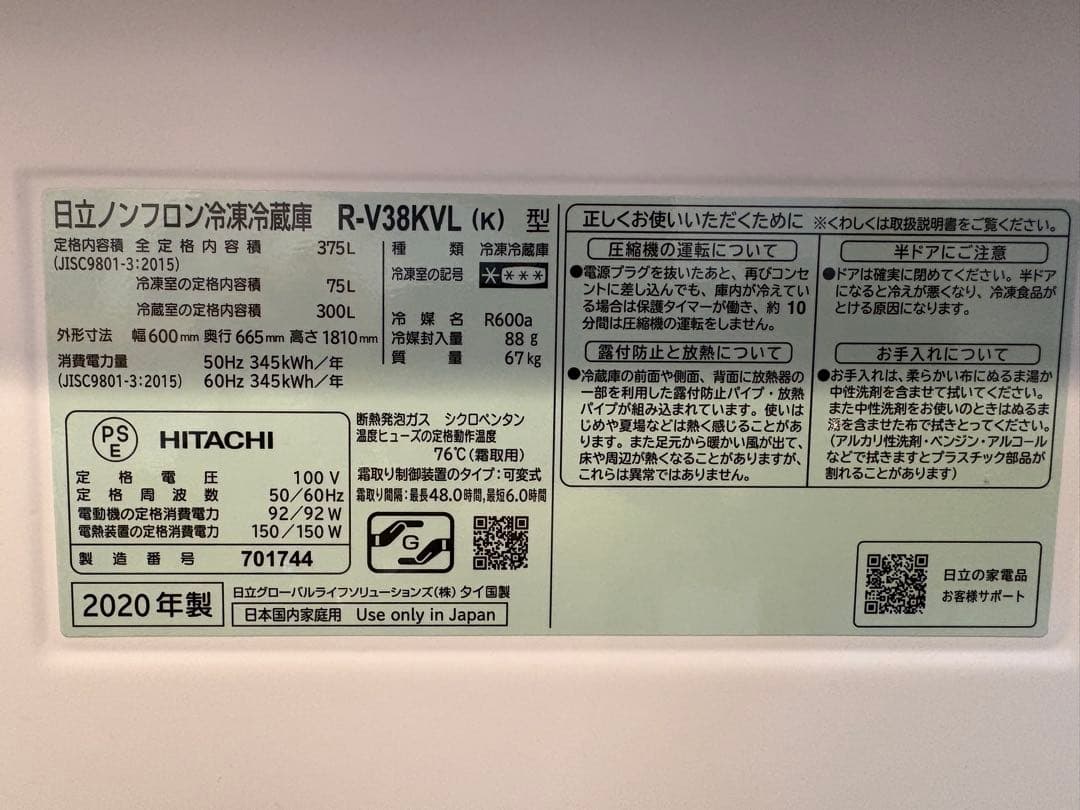 日立ノンフロン冷凍冷蔵庫 R-V38KVL (K) 型
定格内容積 全定格内容積 375L
(JISC9801-3:2015)
冷凍室の定格内容積 75L
冷蔵室の定格内容積 300L
外形寸法 幅600mm 奥行665mm 高さ1810mm
消費電力量 50Hz 345kWh/年
(JISC9801-3:2015) 60Hz 345kWh/年
種類 冷凍冷蔵庫
冷凍室の記号 ****
冷媒名 R600a
冷媒封入量 88g
質量 67kg
PS
E
HITACHI
定格電圧 100V
定格周波数 50/60Hz
電動機の定格消費電力 92/92W
電熱装置の定格消費電力 150/150W
製造番号 701744
断熱発泡ガス シクロペンタン
温度ヒューズの定格動作温度
76℃(霜取用)
霜取り制御装置のタイプ:可変式
霜取り間隔:最長48.0時間,最短6.0時間
G
2020年製
日立グローバルライフソリューションズ(株) タイ国製
日本国内家庭用 Use only in Japan
正しくお使いいただくために ※くわしくは取扱説明書をご覧ください。
圧縮機の運転について
●電源プラグを抜いたあと、再びコンセ
ントに差し込んでも、庫内が冷えてい
る場合は保護タイマーが働き、約10
分間は圧縮機の運転をしません。
露付防止と放熱について
●冷蔵庫の前面や側面、背面に放熱器の
一部を利用した露付防止パイプ・放熱
パイプが組み込まれています。使いは
じめや夏場などは熱く感じることがあ
ります。また足元から暖かい風が出て、
床や周辺が熱くなることがありますが、
これらは異常ではありません。
半ドアにご注意
●ドアは確実に閉めてください。半ドア
になると冷えが悪くなり、冷凍食品が
とける原因になります。
お手入れについて
●お手入れは、柔らかい布にぬるま湯か
中性洗剤を含ませて拭いてください。
また中性洗剤をお使いのときはぬるま
湯を含ませた布で拭きとってください。
(アルカリ性洗剤・ベンジン・アルコール
などで拭きますとプラスチック部品が
割れることがあります)
日立の家電品
お客様サポート